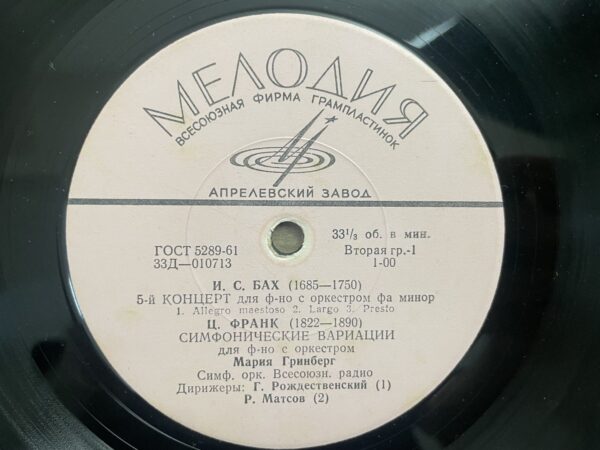 МЕЛОДИЯ
ВСЕСОЮЗНАЯ ФИРМА ГРАМПЛАСТИНОК
АПРЕЛЕВСКИЙ ЗАВОД
ГОСТ 5289-61
33Д—010713
33⅓ об. в мин.
Вторая гр.-1
1-00
И. С. БАХ (1685—1750)
5-й КОНЦЕРТ для ф-но с оркестром фа минор
1. Allegro maestoso 2. Largo 3. Presto
Ц. ФРАНК (1822—1890)
СИМФОНИЧЕСКИЕ ВАРИАЦИИ
для ф-но с оркестром
Мария Гринберг
Симф. орк. Всесоюзн. радио
Дирижеры: Г. Рождественский (1)
Р. Матсов (2)